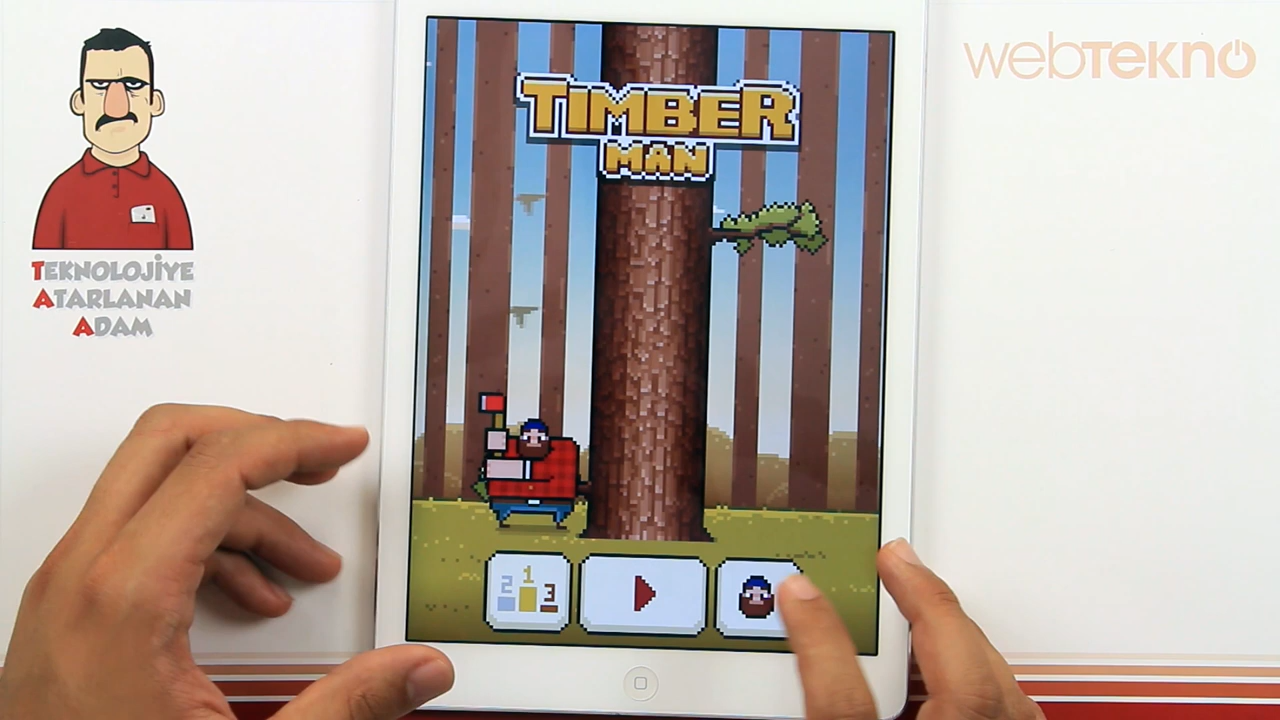 webTEKNO
TIMBER
MAN
TEKNOLOJİYE
ATARLANAN
ADAM
2 1 3